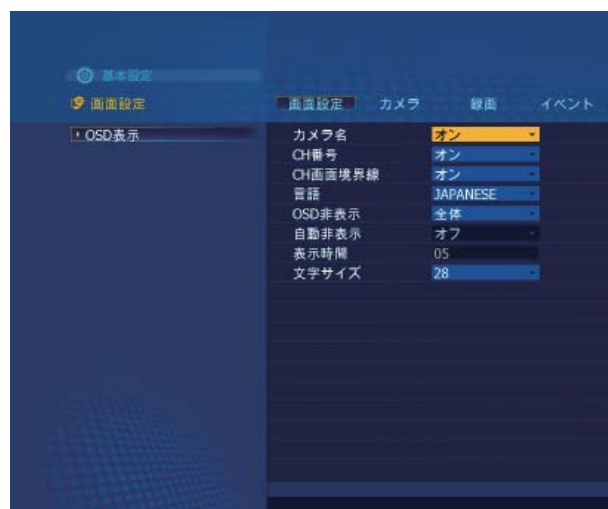 基本設定
画面設定
画面設定 カメラ 録画 イベント
OSD表示
カメラ名 オン
CH番号 オン
CH画面境界線 オン
言語 JAPANESE
OSD非表示 全体
自動非表示 オフ
表示時間 05
文字サイズ 28